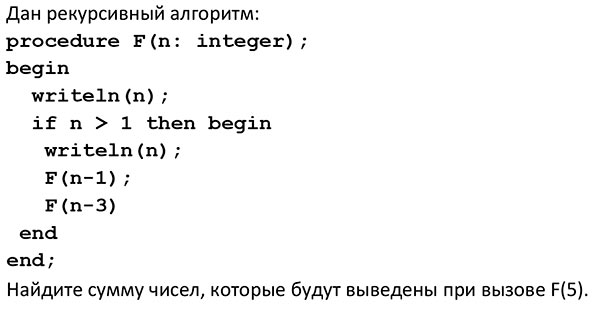 Дан рекурсивный алгоритм:
procedure F(n: integer);
begin
writeln(n);
if n > 1 then begin
writeln(n);
F(n-1);
F(n-3)
end
end;
Найдите сумму чисел, которые будут выведены при вызове F(5).